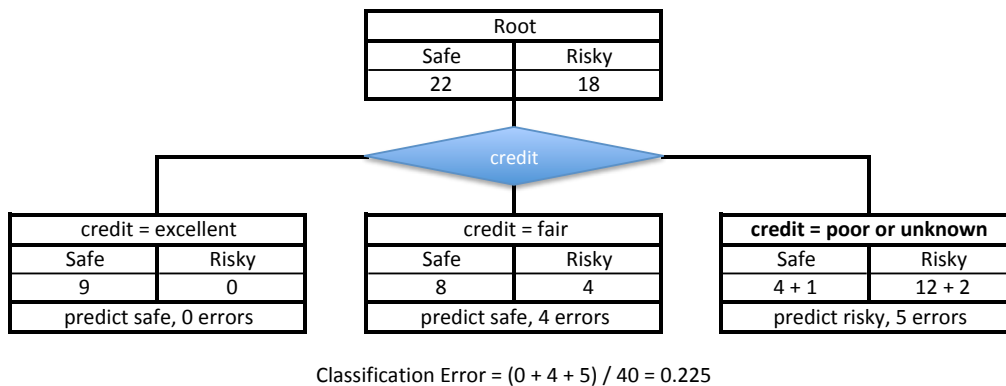 Root
Safe Risky
22 18
credit
credit = excellent credit = fair credit = poor or unknown
Safe Risky Safe Risky Safe Risky
9 0 8 4 4 + 1 12 + 2
predict safe, 0 errors predict safe, 4 errors predict risky, 5 errors
Classification Error = (0 + 4 + 5) / 40 = 0.225